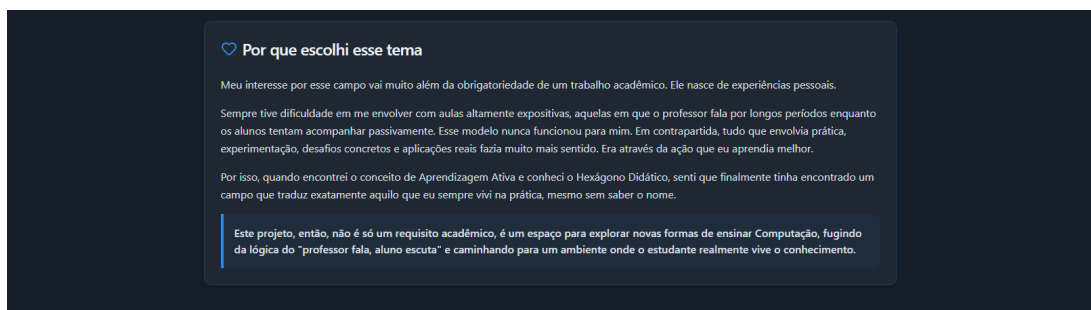 Por que escolhi esse tema
Meu interesse por esse campo vai muito além da obrigatoriedade de um trabalho acadêmico. Ele nasce de experiências pessoais.
Sempre tive dificuldade em me envolver com aulas altamente expositivas, aquelas em que o professor fala por longos períodos enquanto
os alunos tentam acompanhar passivamente. Esse modelo nunca funcionou para mim. Em contrapartida, tudo que envolvia prática,
experimentação, desafios concretos e aplicações reais fazia muito mais sentido. Era através da ação que eu aprendia melhor.
Por isso, quando encontrei o conceito de Aprendizagem Ativa e conheci o Hexágono Didático, senti que finalmente tinha encontrado um
campo que traduz exatamente aquilo que eu sempre vivi na prática, mesmo sem saber o nome.
Este projeto, então, não é só um requisito acadêmico, é um espaço para explorar novas formas de ensinar Computação, fugindo
da lógica do "professor fala, aluno escuta" e caminhando para um ambiente onde o estudante realmente vive o conhecimento.